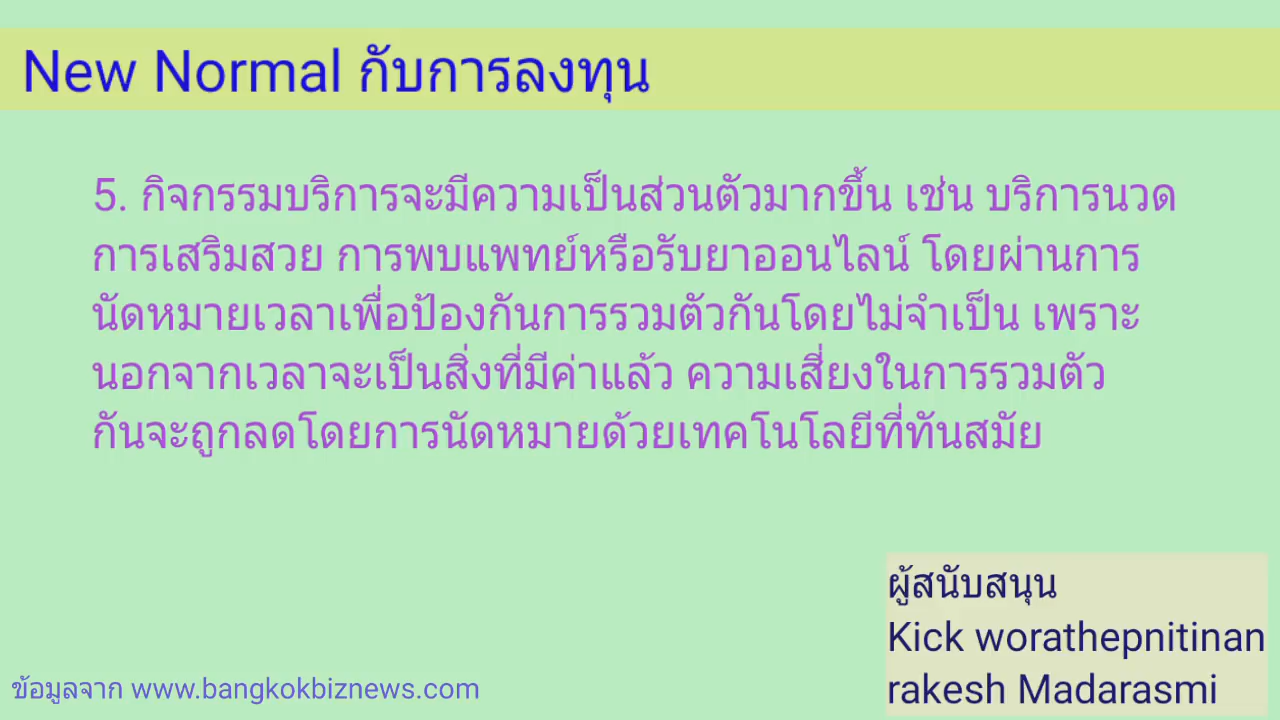 New Normal กับการลงทุน
5. กิจกรรมบริการจะมีความเป็นส่วนตัวมากขึ้น เช่น บริการนวด
การเสริมสวย การพบแพทย์หรือรับยาออนไลน์ โดยผ่านการ
นัดหมายเวลาเพื่อป้องกันการรวมตัวกันโดยไม่จำเป็น เพราะ
นอกจากเวลาจะเป็นสิ่งที่มีค่าแล้ว ความเสี่ยงในการรวมตัว
กันจะถูกลดโดยการนัดหมายด้วยเทคโนโลยีที่ทันสมัย
ผู้สนับสนุน
Kick worathepnitinan
rakesh Madarasmi
ข้อมูลจาก www.bangkokbiznews.com